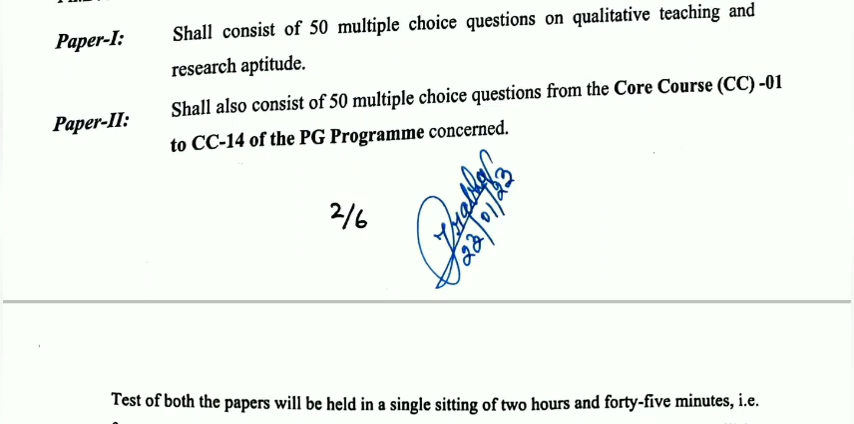 Paper-I: Shall consist of 50 multiple choice questions on qualitative teaching and
research aptitude.
Paper-II: Shall also consist of 50 multiple choice questions from the Core Course (CC) -01
to CC-14 of the PG Programme concerned.
2/6
Test of both the papers will be held in a single sitting of two hours and forty-five minutes, i.e.